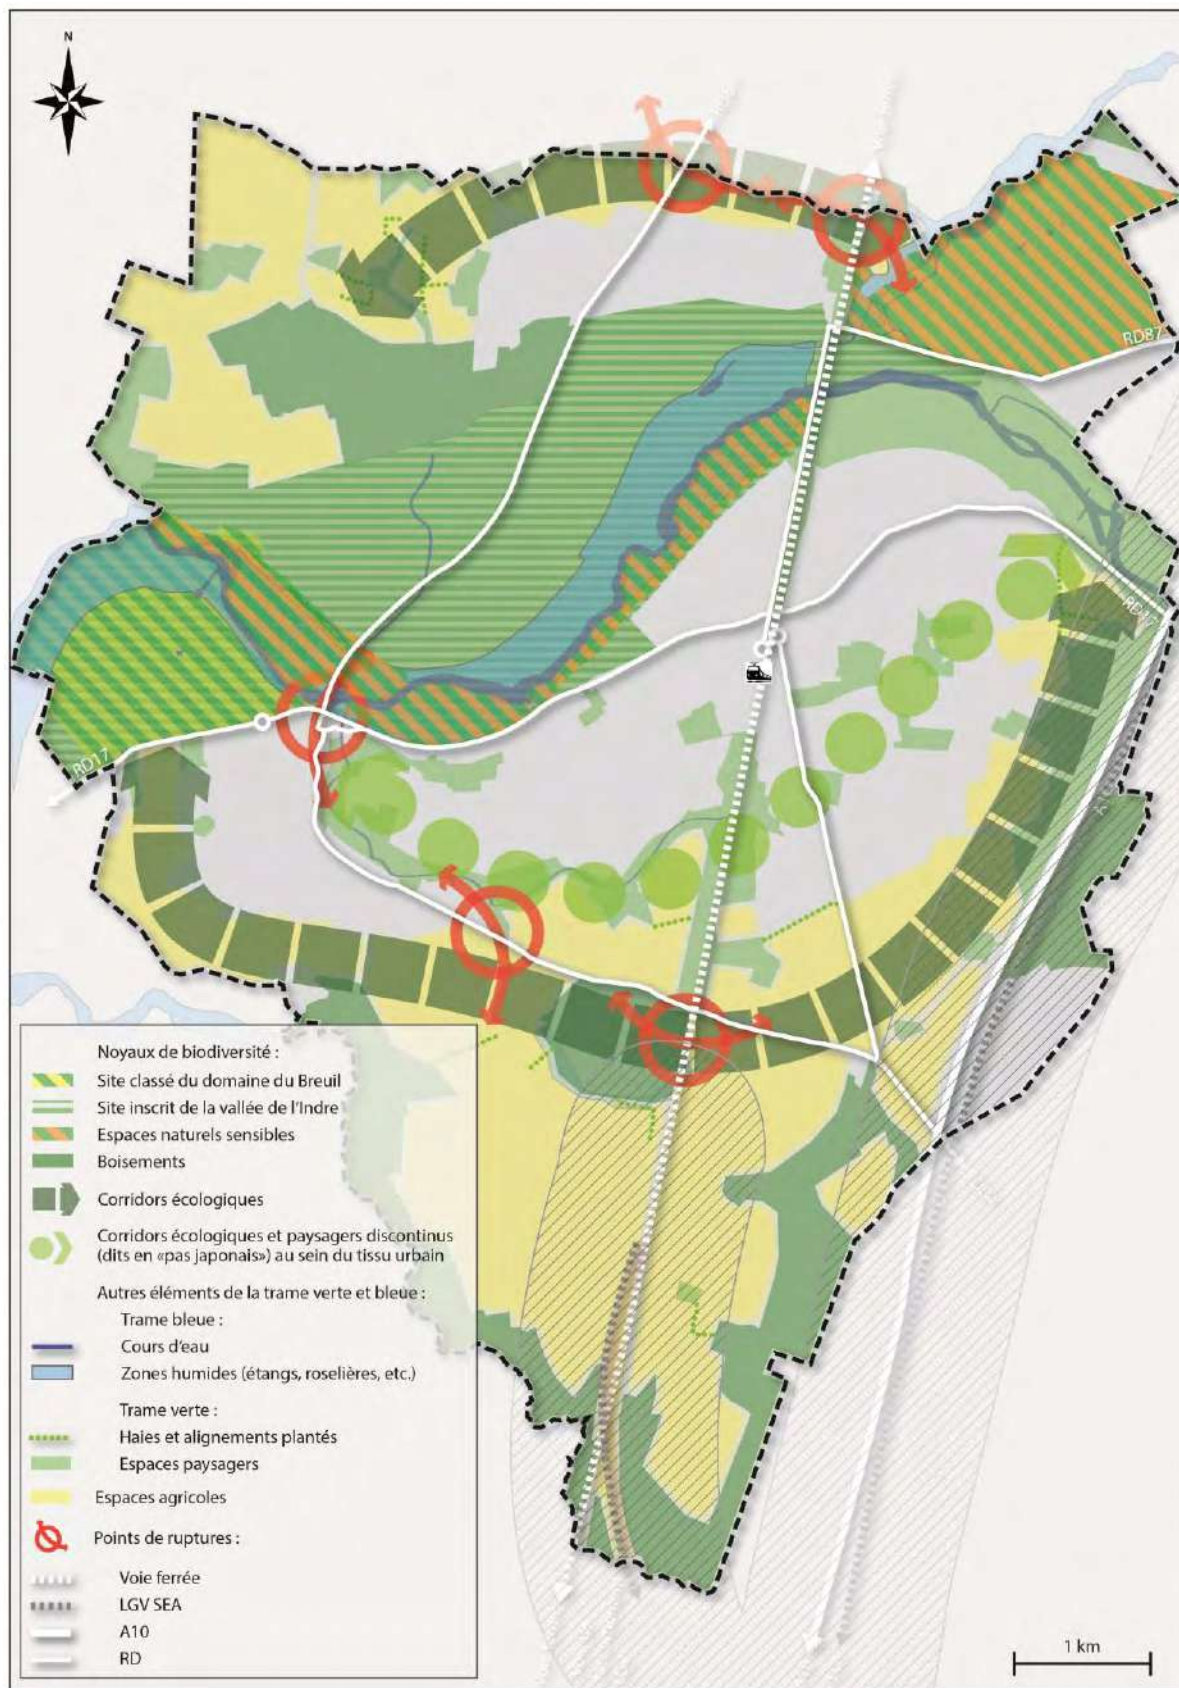 N
RD87
RD17
RD17
Noyaux de biodiversité :
Site classé du domaine du Breuil
Site inscrit de la vallée de l'Indre
Espaces naturels sensibles
Boisements
Corridors écologiques
Corridors écologiques et paysagers discontinus
(dits en «pas japonais») au sein du tissu urbain
Autres éléments de la trame verte et bleue :
Trame bleue :
Cours d'eau
Zones humides (étangs, roselières, etc.)
Trame verte :
Haies et alignements plantés
Espaces paysagers
Espaces agricoles
Points de ruptures :
Voie ferrée
LGV SEA
A10
RD
1 km